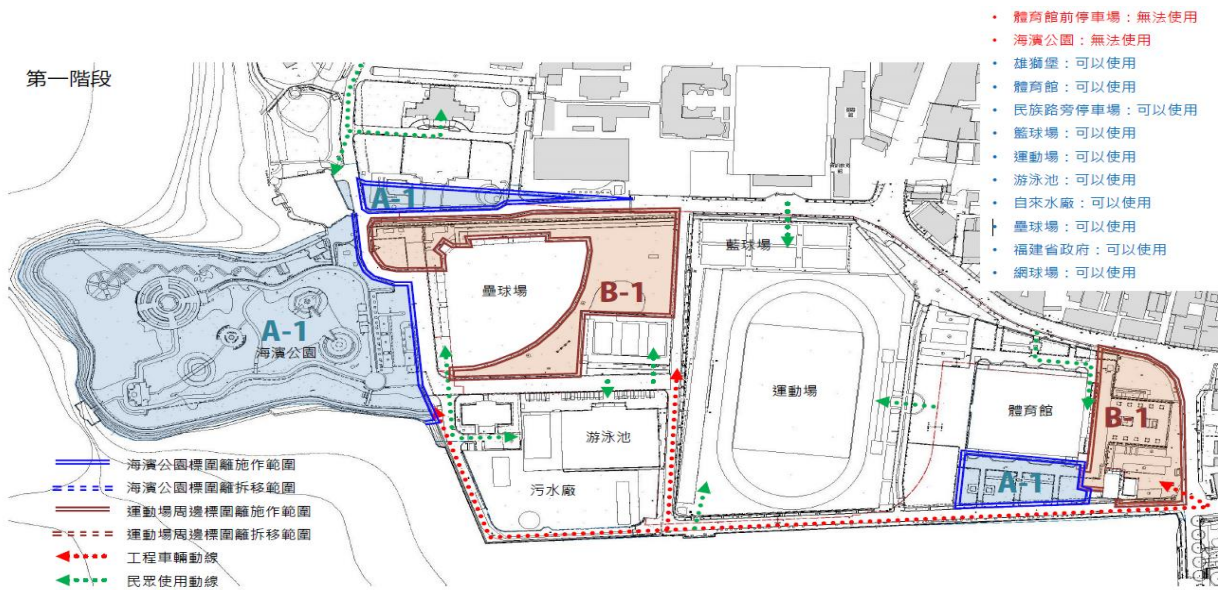 體育館前停車場：無法使用
海濱公園：無法使用
雄獅堡：可以使用
體育館：可以使用
民族路旁停車場：可以使用
籃球場：可以使用
運動場：可以使用
游泳池：可以使用
自來水廠：可以使用
壘球場：可以使用
福建省政府：可以使用
網球場：可以使用
第一階段
A-1
藍球場
壘球場
B-1
A-1
海濱公園
運動場
體育館
B-1
游泳池
A-1
污水廠
海濱公園標圍籬施作範圍
海濱公園標圍籬拆移範圍
運動場周邊標圍籬施作範圍
運動場周邊標圍籬拆移範圍
工程車輛動線
民眾使用動線